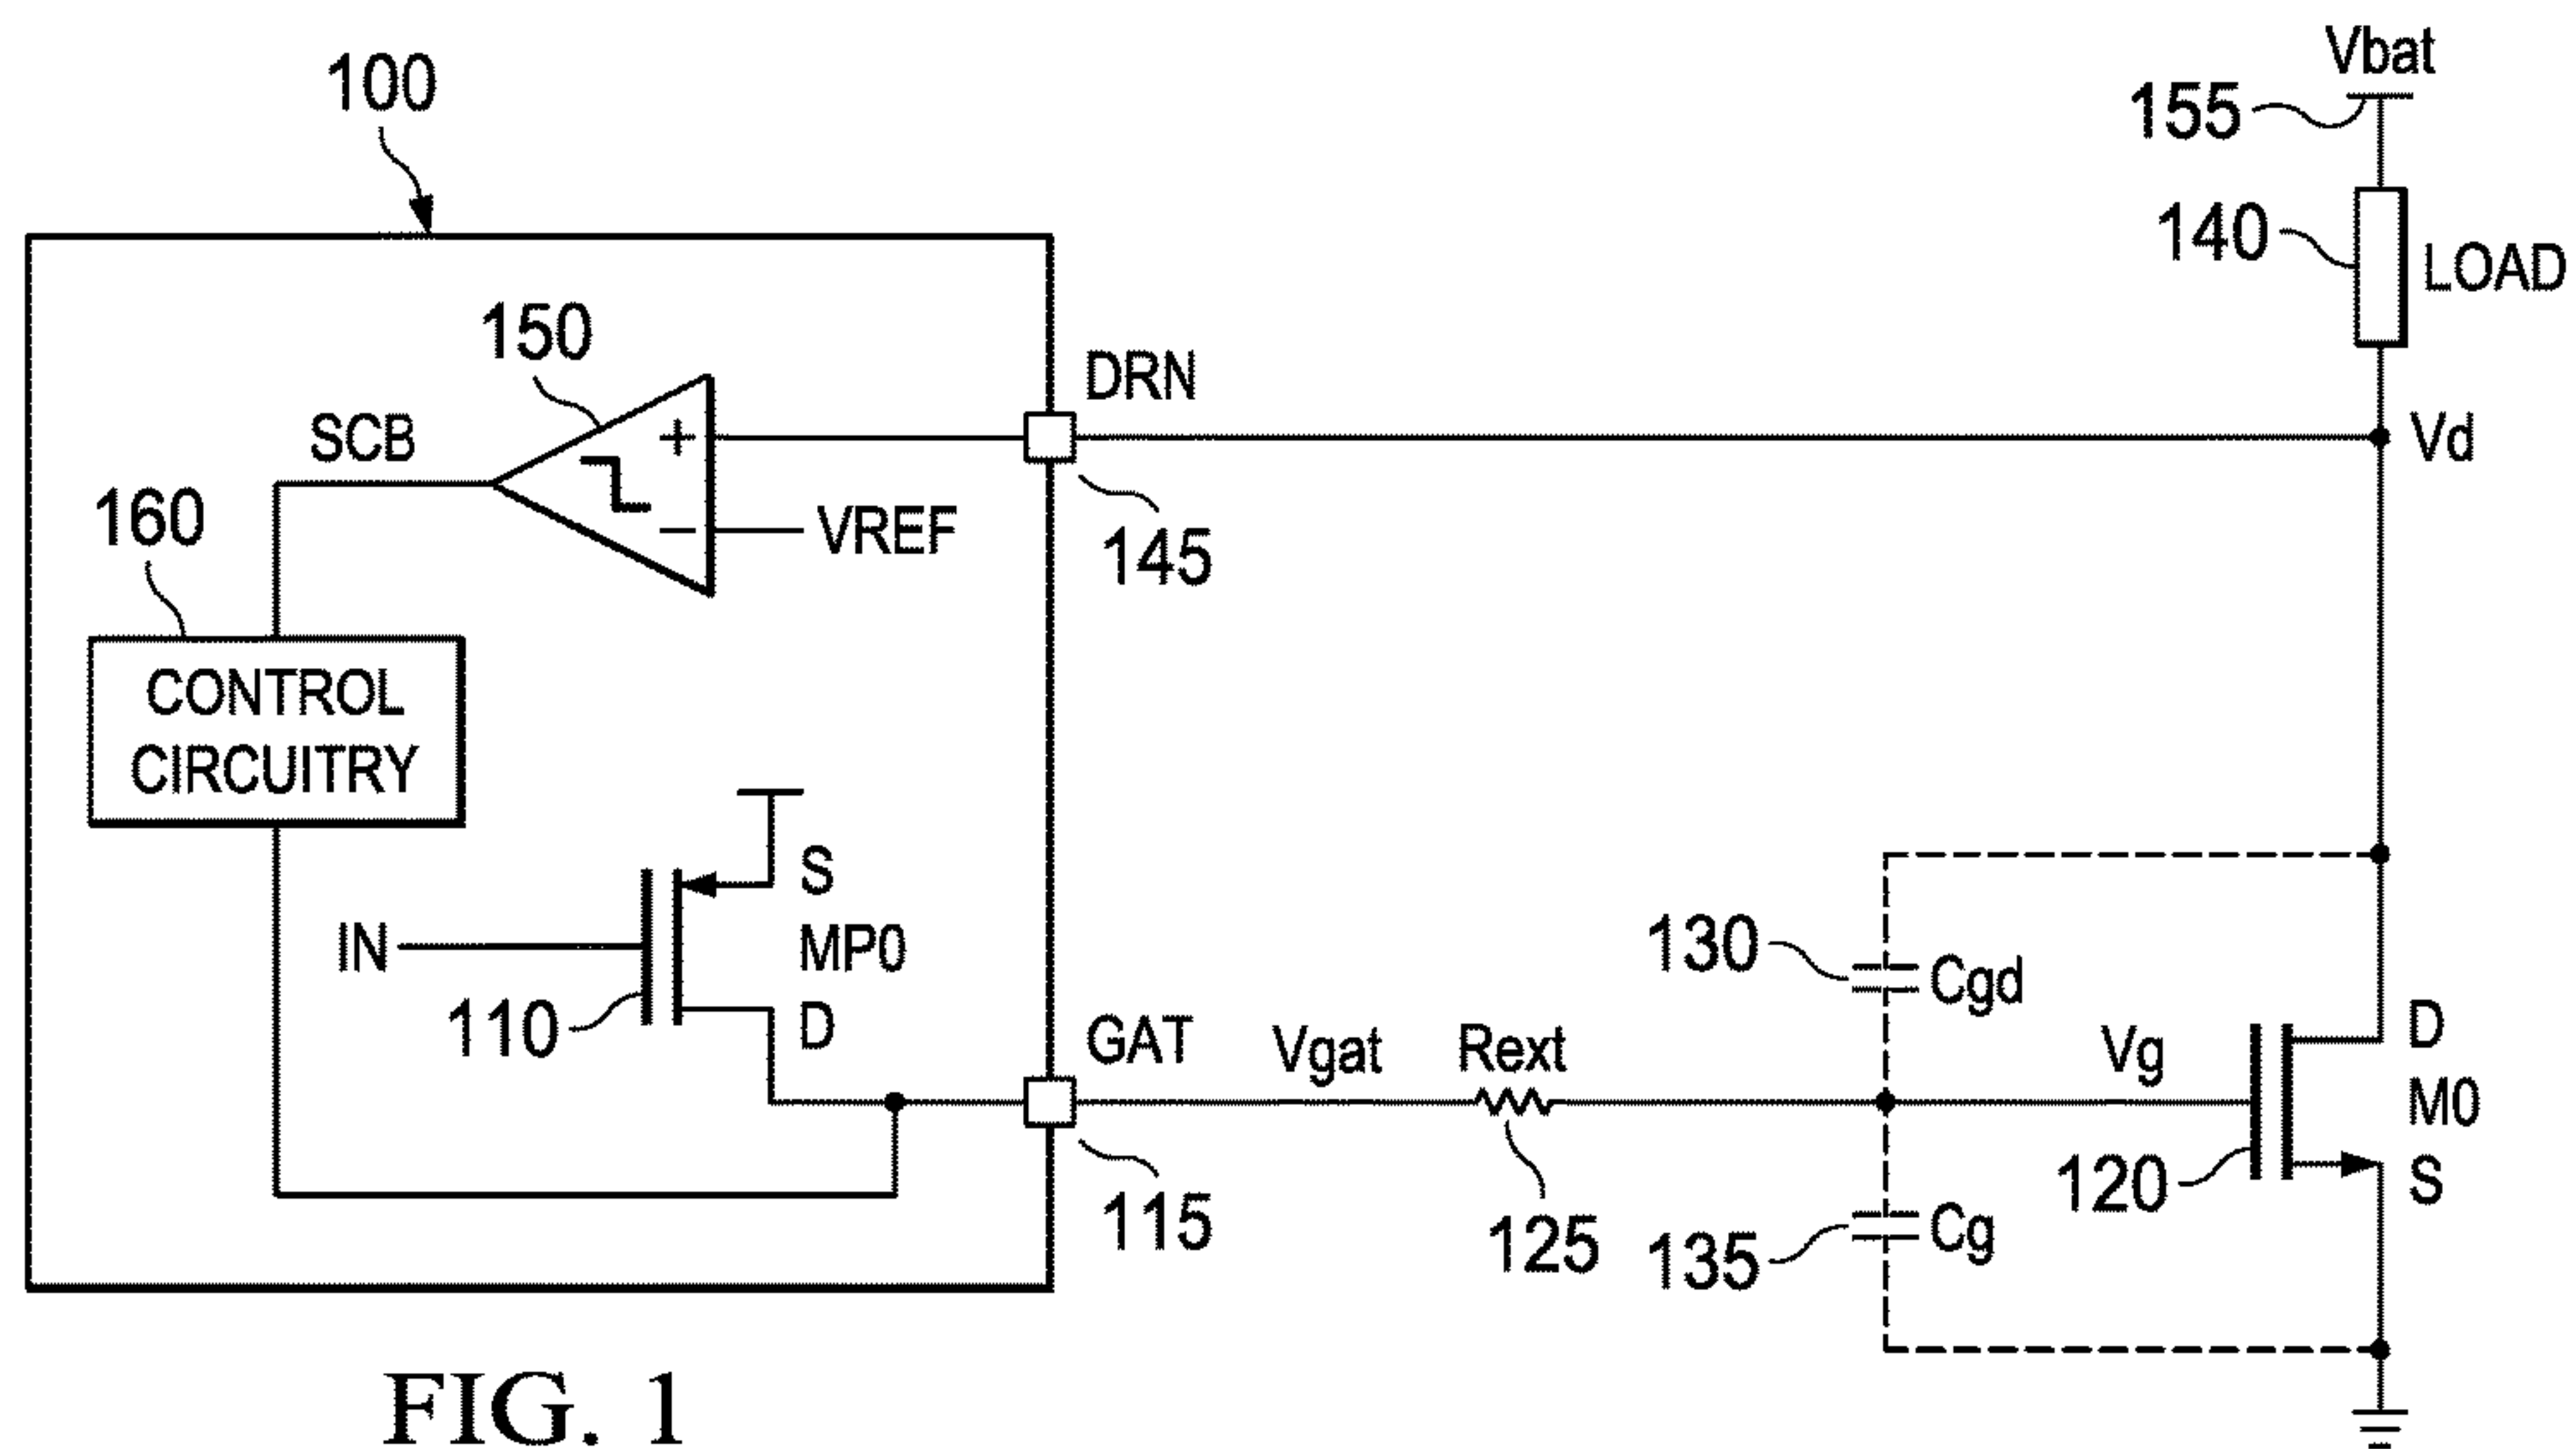 Vbat
100
155
140
LOAD
150
DRN
SCB
+
Vd
160
VREF
−
145
CONTROL
CIRCUITRY
S
130
Cgd
IN
MP0
110
D
GAT
Vgat
Rext
Vg
D
M0
120
S
115
125
135
Cg
FIG. 1